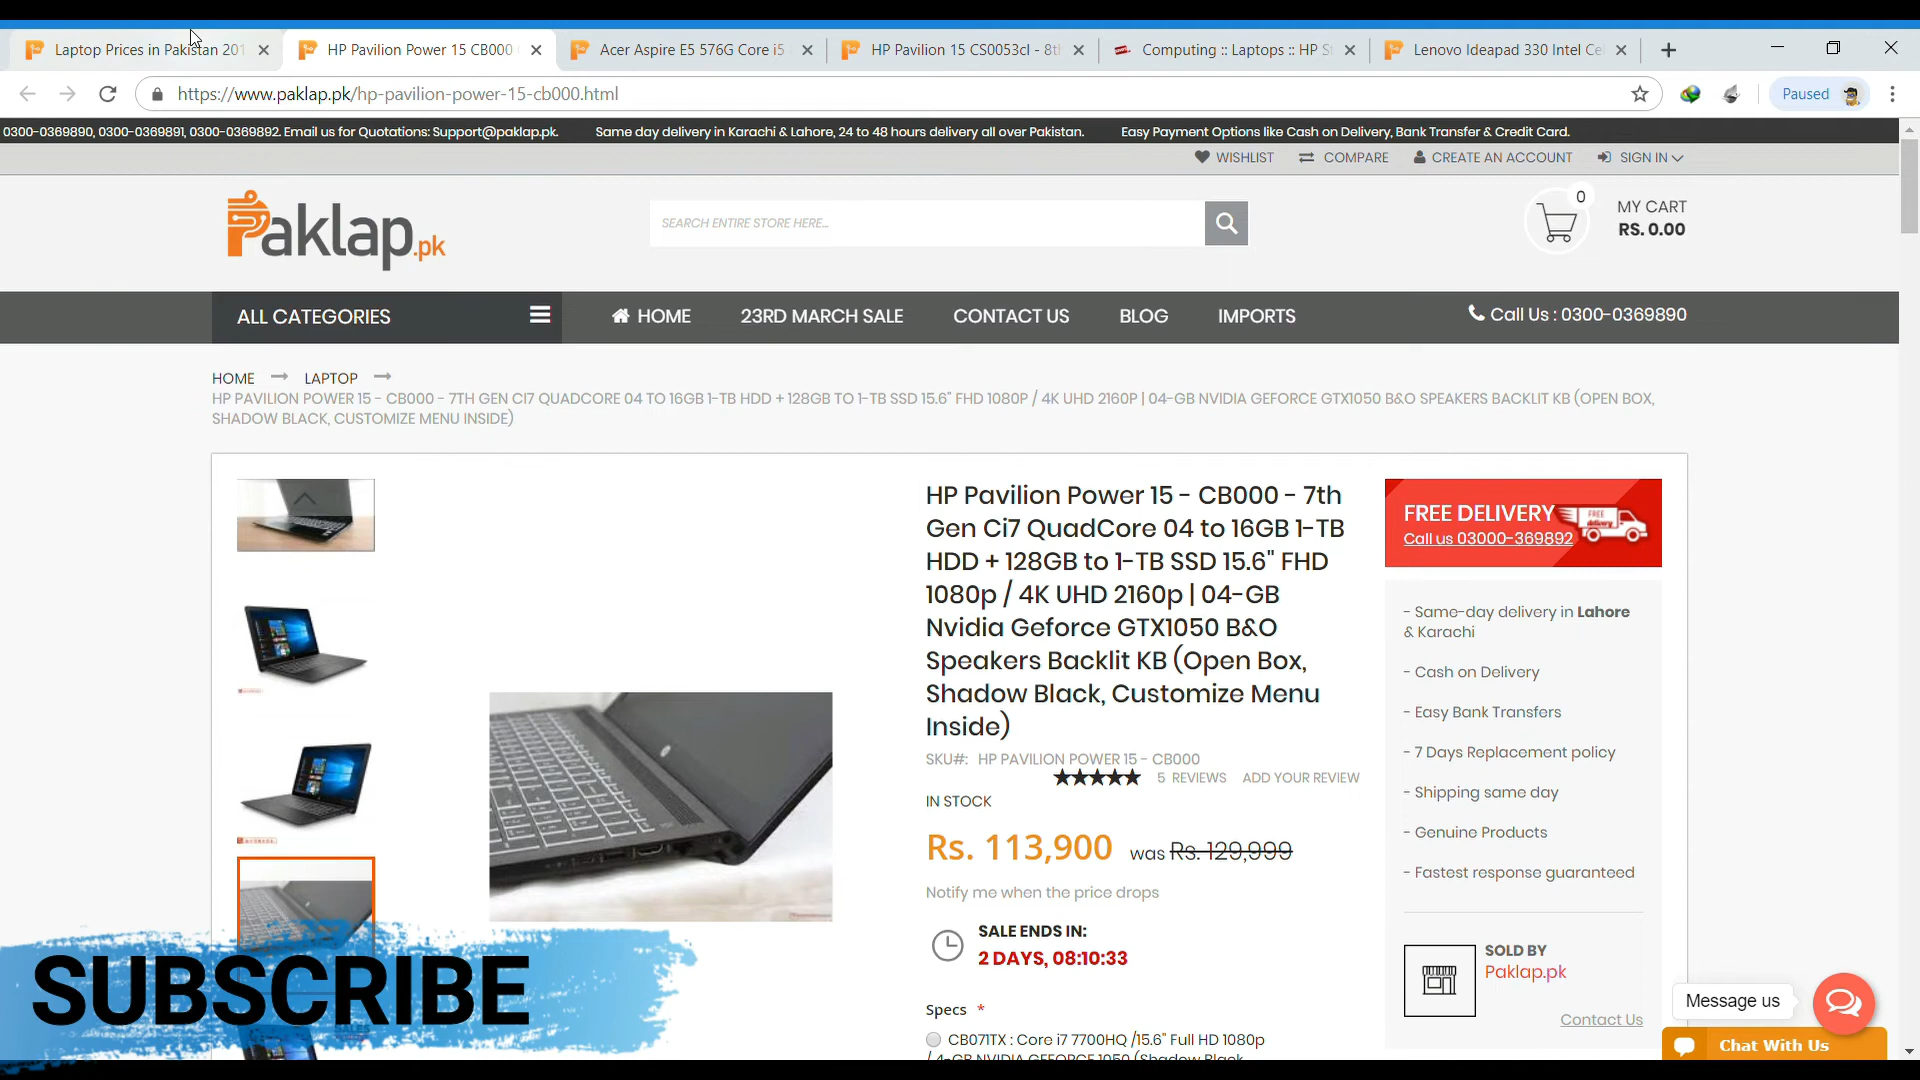 Laptop Prices in Pakistan 201
HP Pavilion Power 15 CB000
Acer Aspire E5 576G Core i5
HP Pavilion 15 CS0053cl - 8th
Computing :: Laptops :: HP St
Lenovo Ideapad 330 Intel Ce
https://www.paklap.pk/hp-pavilion-power-15-cb000.html
Paused
0300-0369890, 0300-0369891, 0300-0369892. Email us for Quotations: Support@paklap.pk.
Same day delivery in Karachi & Lahore, 24 to 48 hours delivery all over Pakistan.
Easy Payment Options like Cash on Delivery, Bank Transfer & Credit Card.
WISHLIST
COMPARE
CREATE AN ACCOUNT
SIGN IN
Paklap.pk
SEARCH ENTIRE STORE HERE...
0
MY CART
RS. 0.00
ALL CATEGORIES
HOME
23RD MARCH SALE
CONTACT US
BLOG
IMPORTS
Call Us : 0300-0369890
HOME
LAPTOP
HP PAVILION POWER 15 - CB000 - 7TH GEN CI7 QUADCORE 04 TO 16GB 1-TB HDD + 128GB TO 1-TB SSD 15.6" FHD 1080P / 4K UHD 2160P | 04-GB NVIDIA GEFORCE GTX1050 B&O SPEAKERS BACKLIT KB (OPEN BOX,
SHADOW BLACK, CUSTOMIZE MENU INSIDE)
HP Pavilion Power 15 - CB000 - 7th
Gen Ci7 QuadCore 04 to 16GB 1-TB
HDD + 128GB to 1-TB SSD 15.6" FHD
1080p / 4K UHD 2160p | 04-GB
Nvidia Geforce GTX1050 B&O
Speakers Backlit KB (Open Box,
Shadow Black, Customize Menu
Inside)
SKU#: HP PAVILION POWER 15 - CB000
5 REVIEWS
ADD YOUR REVIEW
IN STOCK
Rs. 113,900 was Rs. 129,999
Notify me when the price drops
SALE ENDS IN:
2 DAYS, 08:10:33
Specs *
CB071TX : Core i7 7700HQ /15.6" Full HD 1080p
/ 4-GB NVIDIA GEFORCE 1050 (Shadow Black
FREE DELIVERY
FREE
delivery
Call us 03000-369892
- Same-day delivery in Lahore
& Karachi
- Cash on Delivery
- Easy Bank Transfers
- 7 Days Replacement policy
- Shipping same day
- Genuine Products
- Fastest response guaranteed
SOLD BY
Paklap.pk
Contact Us
Message us
Chat With Us
SUBSCRIBE